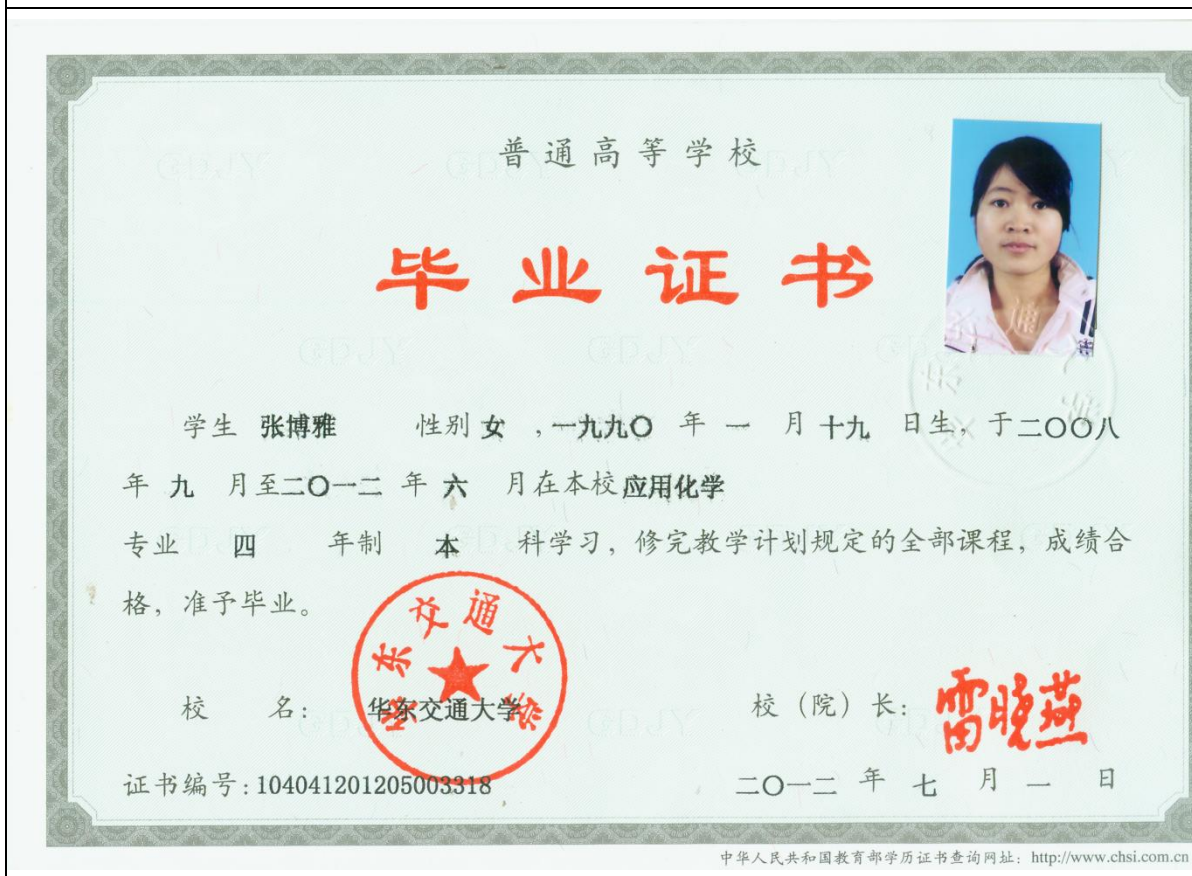 普通高等学校
毕业证书
学生 张博雅 性别 女 ,一九九〇 年 一 月 十九 日生, 于二〇〇八
年 九 月至二〇一二 年 六 月在本校应用化学
专业 四 年制 本 科学习, 修完教学计划规定的全部课程, 成绩合
格, 准予毕业。
华东交通大学
校 名: 华东交通大学
校 (院) 长: 雷晓燕
证书编号: 104041201205003318
二〇一二 年 七 月 一 日
中华人民共和国教育部学历证书查询网址: http://www.chsi.com.cn